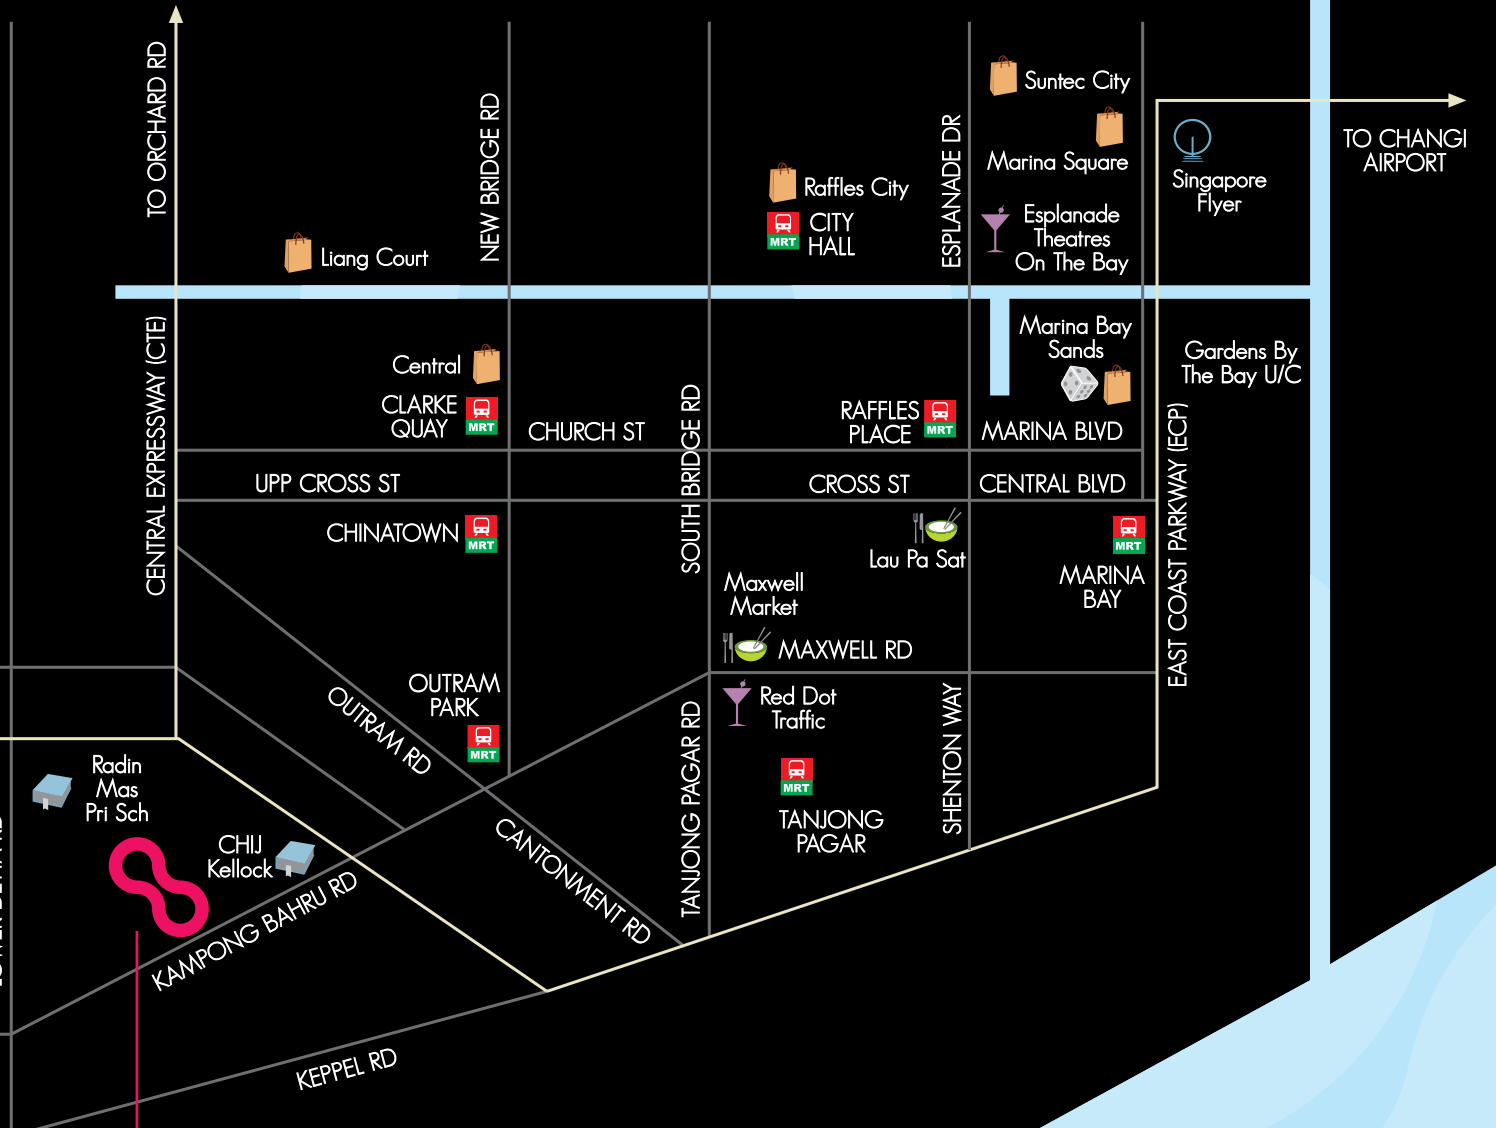 TO ORCHARD RD
NEW BRIDGE RD
ESPLANADE DR
Suntec City
Marina Square
TO CHANGI
AIRPORT
Singapore
Flyer
Raffles City
MRT
CITY
HALL
Esplanade
Theatres
On The Bay
Liang Court
CENTRAL EXPRESSWAY (CTE)
Central
CLARKE
QUAY
MRT
CHURCH ST
SOUTH BRIDGE RD
RAFFLES
PLACE
MRT
Marina Bay
Sands
MARINA BLVD
Gardens By
The Bay U/C
EAST COAST PARKWAY (ECP)
UPP CROSS ST
CROSS ST
CENTRAL BLVD
CHINATOWN
MRT
Lau Pa Sat
MRT
MARINA
BAY
Maxwell
Market
MAXWELL RD
OUTRAM
PARK
MRT
OUTRAM RD
Red Dot
Traffic
TANJONG PAGAR RD
SHENTON WAY
MRT
TANJONG
PAGAR
Radin
Mas
Pri Sch
CHIJ
Kellock
CANTONMENT RD
KAMPONG BAHRU RD
KEPPEL RD